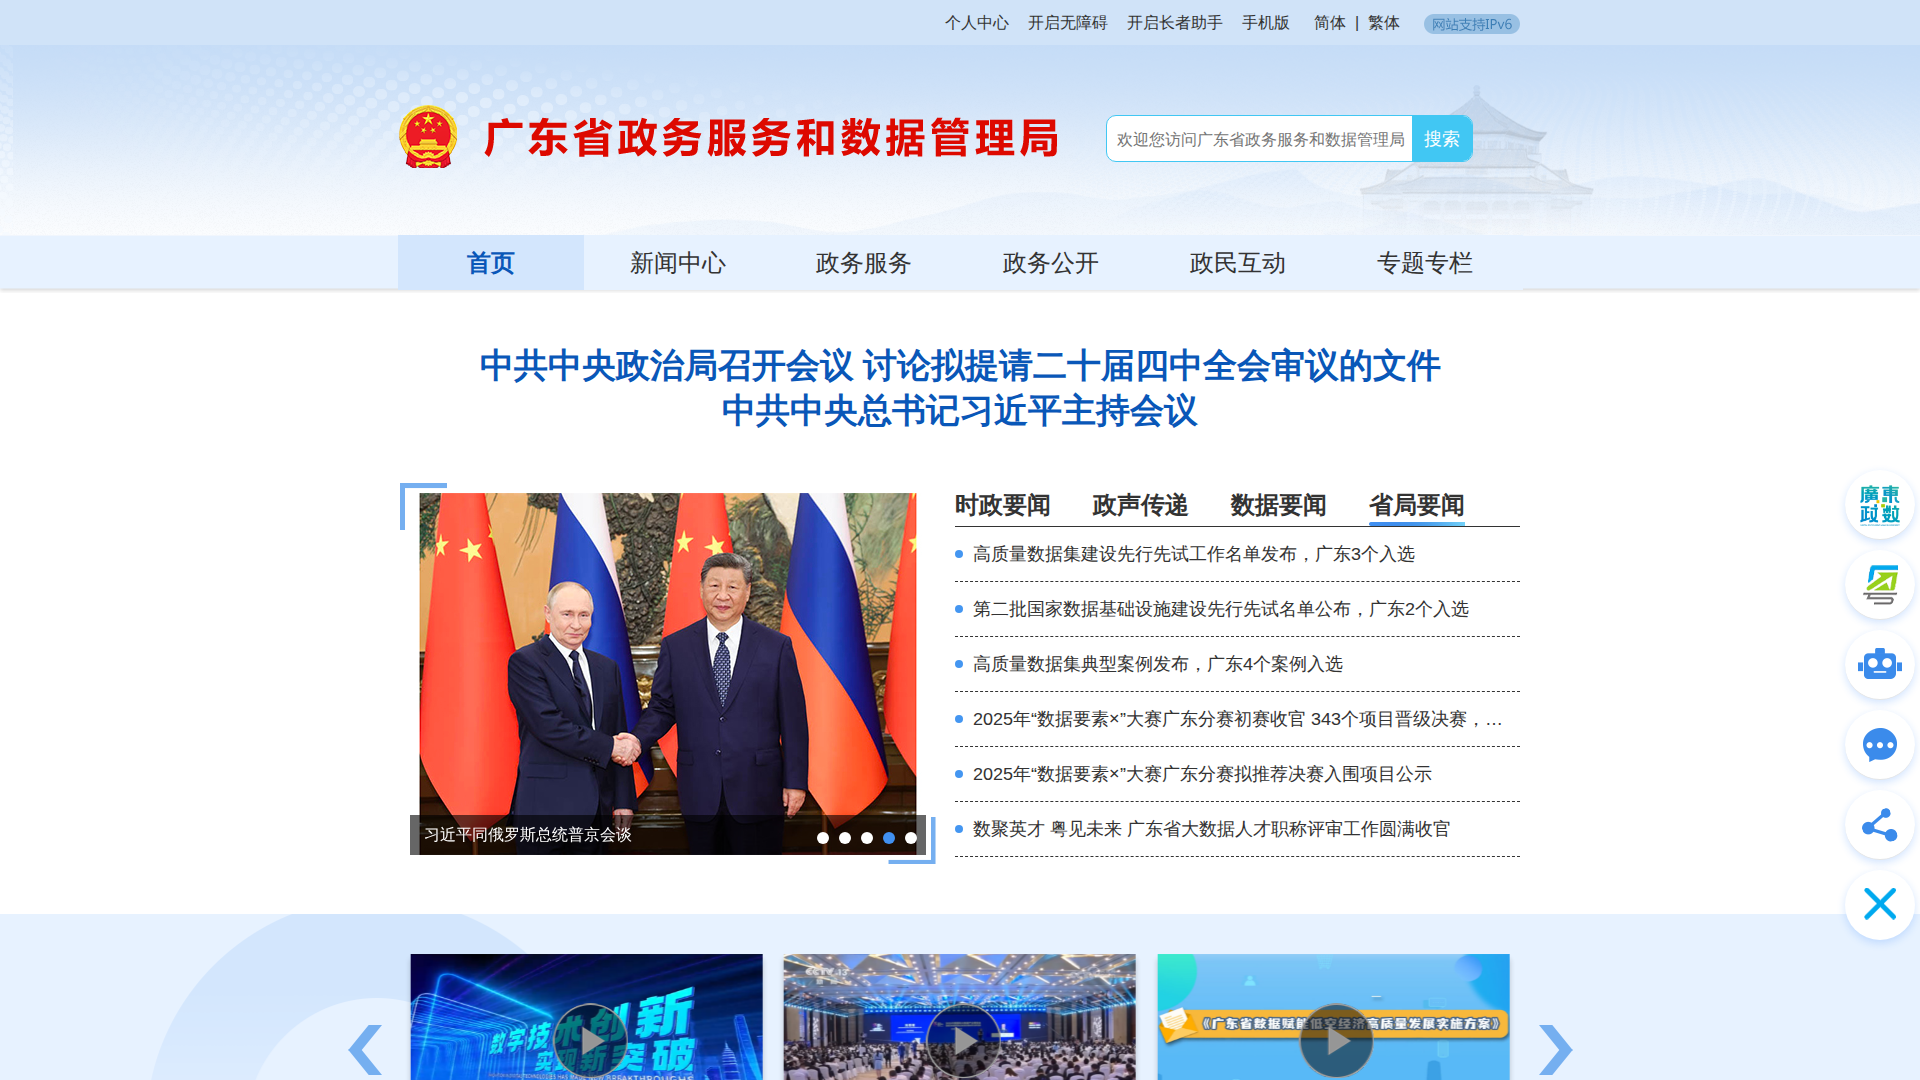 个人中心 开启无障碍 开启长者助手 手机版 简体 | 繁体 网站支持IPv6
广东省政务服务和数据管理局
欢迎您访问广东省政务服务和数据管理局 搜索
首页 新闻中心 政务服务 政务公开 政民互动 专题专栏
中共中央政治局召开会议 讨论拟提请二十届四中全会审议的文件
中共中央总书记习近平主持会议
时政要闻 政声传递 数据要闻 省局要闻
高质量数据集建设先行先试工作名单发布，广东3个入选
第二批国家数据基础设施建设先行先试名单公布，广东2个入选
高质量数据集典型案例发布，广东4个案例入选
2025年“数据要素×”大赛广东分赛初赛收官 343个项目晋级决赛，…
2025年“数据要素×”大赛广东分赛拟推荐决赛入围项目公示
数聚英才 粤见未来 广东省大数据人才职称评审工作圆满收官
习近平同俄罗斯总统普京会谈
廣東
政数
数字技术创新
实现新突破
《广东省数据赋能低空经济高质量发展实施方案》